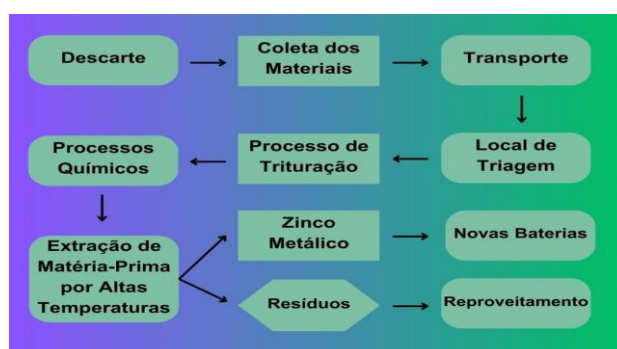 Descarte
Coleta dos
Materiais
Transporte
Local de
Triagem
Processo de
Trituração
Processos
Químicos
Extração de
Matéria-Prima
por Altas
Temperaturas
Zinco
Metálico
Novas Baterias
Resíduos
Reproveitamento